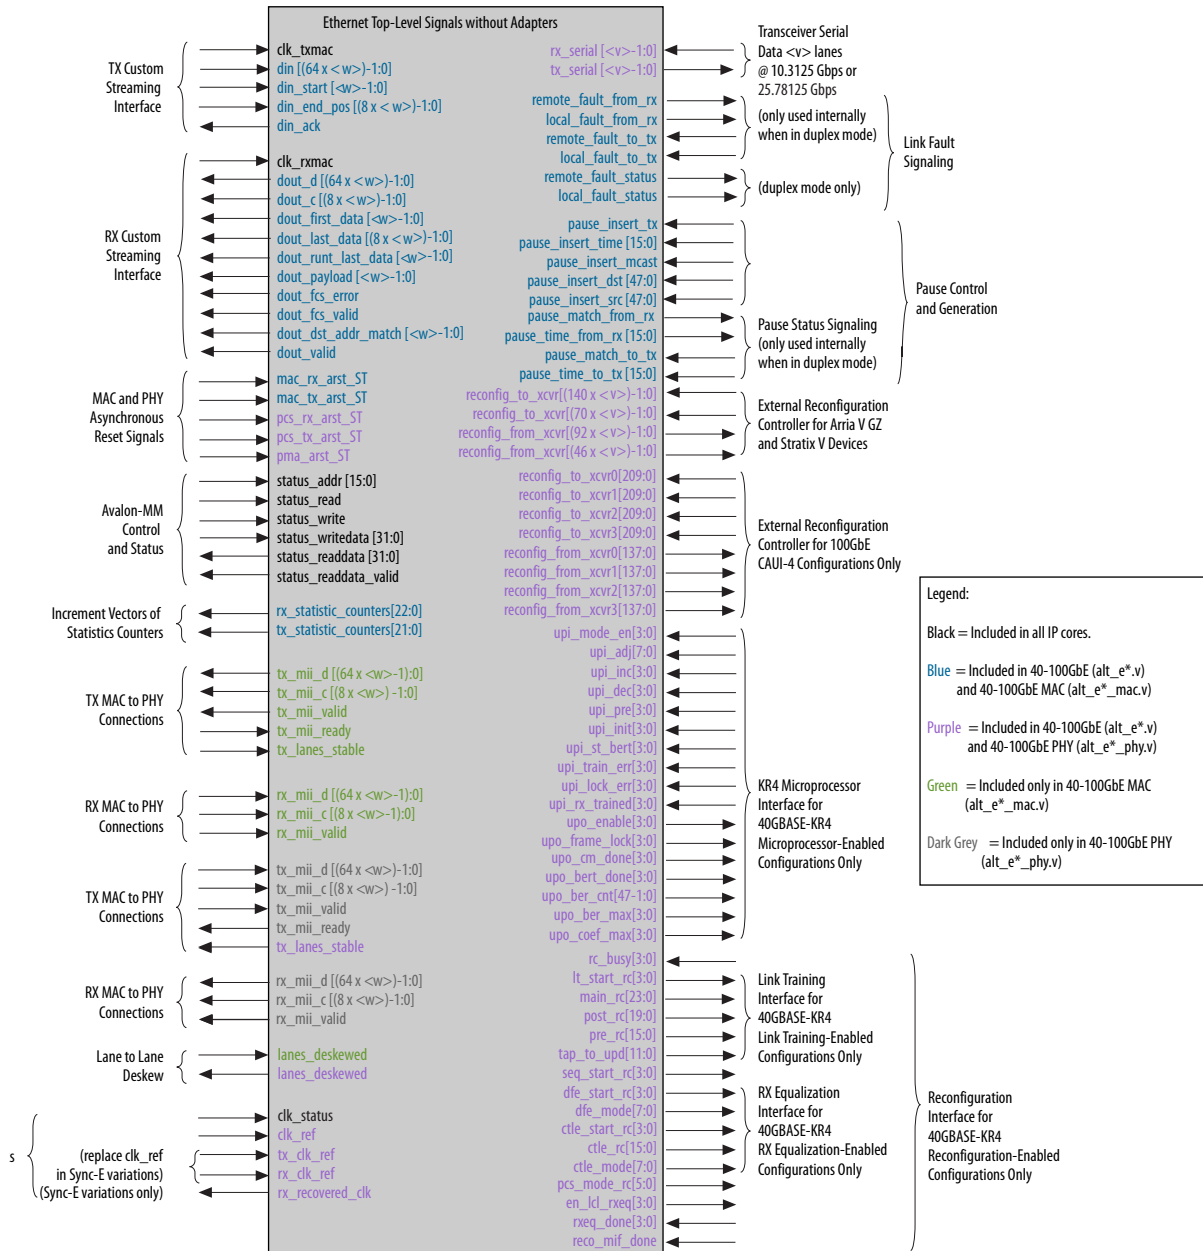 Ethernet Top-Level Signals without Adapters
TX Custom
Streaming
Interface
clk_txmac
din [(64 x <w>)-1:0]
din_start [<w>-1:0]
din_end_pos [(8 x < w>)-1:0]
din_ack
RX Custom
Streaming
Interface
clk_rxmac
dout_d [(64 x <w>)-1:0]
dout_c [(8 x <w>)-1:0]
dout_first_data [<w>-1:0]
dout_last_data [(8 x <w>)-1:0]
dout_runt_last_data [<w>-1:0]
dout_payload [<w>-1:0]
dout_fcs_error
dout_fcs_valid
dout_dst_addr_match [<w>-1:0]
dout_valid
MAC and PHY
Asynchronous
Reset Signals
mac_rx_arst_ST
mac_tx_arst_ST
pcs_rx_arst_ST
pcs_tx_arst_ST
pma_arst_ST
Avalon-MM
Control
and Status
status_addr [15:0]
status_read
status_write
status_writedata [31:0]
status_readdata [31:0]
status_readdata_valid
Increment Vectors of
Statistics Counters
rx_statistic_counters[22:0]
tx_statistic_counters[21:0]
TX MAC to PHY
Connections
tx_mii_d [(64 x <w>-1):0]
tx_mii_c [(8 x <w>) -1:0]
tx_mii_valid
tx_mii_ready
tx_lanes_stable
RX MAC to PHY
Connections
rx_mii_d [(64 x <w>-1):0]
rx_mii_c [(8 x <w>-1):0]
rx_mii_valid
TX MAC to PHY
Connections
tx_mii_d [(64 x <w>)-1:0]
tx_mii_c [(8 x <w>) -1:0]
tx_mii_valid
tx_mii_ready
tx_lanes_stable
RX MAC to PHY
Connections
rx_mii_d [(64 x <w>)-1:0]
rx_mii_c [(8 x <w>)-1:0]
rx_mii_valid
Lane to Lane
Deskew
lanes_deskewed
lanes_deskewed
s
(replace clk_ref
in Sync-E variations)
(Sync-E variations only)
clk_status
clk_ref
tx_clk_ref
rx_clk_ref
rx_recovered_clk
rx_serial [<v>-1:0]
tx_serial [<v>-1:0]
Transceiver Serial
Data <v> lanes
@ 10.3125 Gbps or
25.78125 Gbps
remote_fault_from_rx
local_fault_from_rx
remote_fault_to_tx
local_fault_to_tx
(only used internally
when in duplex mode)
remote_fault_status
local_fault_status
(duplex mode only)
Link Fault
Signaling
pause_insert_tx
pause_insert_time [15:0]
pause_insert_mcast
pause_insert_dst [47:0]
pause_insert_src [47:0]
pause_match_from_rx
pause_time_from_rx [15:0]
pause_match_to_tx
pause_time_to_tx [15:0]
Pause Status Signaling
(only used internally
when in duplex mode)
Pause Control
and Generation
reconfig_to_xcvr[(140 x <v>)-1:0]
reconfig_to_xcvr[(70 x <v>)-1:0]
reconfig_from_xcvr[(92 x <v>)-1:0]
reconfig_from_xcvr[(46 x <v>)-1:0]
External Reconfiguration
Controller for Arria V GZ
and Stratix V Devices
reconfig_to_xcvr0[209:0]
reconfig_to_xcvr1[209:0]
reconfig_to_xcvr2[209:0]
reconfig_to_xcvr3[209:0]
reconfig_from_xcvr0[137:0]
reconfig_from_xcvr1[137:0]
reconfig_from_xcvr2[137:0]
reconfig_from_xcvr3[137:0]
External Reconfiguration
Controller for 100GbE
CAUI-4 Configurations Only
upi_mode_en[3:0]
upi_adj[7:0]
upi_inc[3:0]
upi_dec[3:0]
upi_pre[3:0]
upi_init[3:0]
upi_st_bert[3:0]
upi_train_err[3:0]
upi_lock_err[3:0]
upi_rx_trained[3:0]
upo_enable[3:0]
upo_frame_lock[3:0]
upo_cm_done[3:0]
upo_bert_done[3:0]
upo_ber_cnt[47-1:0]
upo_ber_max[3:0]
upo_coef_max[3:0]
KR4 Microprocessor
Interface for
40GBASE-KR4
Microprocessor-Enabled
Configurations Only
rc_busy[3:0]
lt_start_rc[3:0]
main_rc[23:0]
post_rc[19:0]
pre_rc[15:0]
tap_to_upd[11:0]
seq_start_rc[3:0]
dfe_start_rc[3:0]
dfe_mode[7:0]
ctle_start_rc[3:0]
ctle_rc[15:0]
ctle_mode[7:0]
pcs_mode_rc[5:0]
en_lcl_rxeq[3:0]
rxeq_done[3:0]
reco_mif_done
Link Training
Interface for
40GBASE-KR4
Link Training-Enabled
Configurations Only
RX Equalization
Interface for
40GBASE-KR4
RX Equalization-Enabled
Configurations Only
Reconfiguration
Interface for
40GBASE-KR4
Reconfiguration-Enabled
Configurations Only
Legend:
Black = Included in all IP cores.
Blue = Included in 40-100GbE (alt_e*.v)
and 40-100GbE MAC (alt_e*_mac.v)
Purple = Included in 40-100GbE (alt_e*.v)
and 40-100GbE PHY (alt_e*_phy.v)
Green = Included only in 40-100GbE MAC
(alt_e*_mac.v)
Dark Grey = Included only in 40-100GbE PHY
(alt_e*_phy.v)